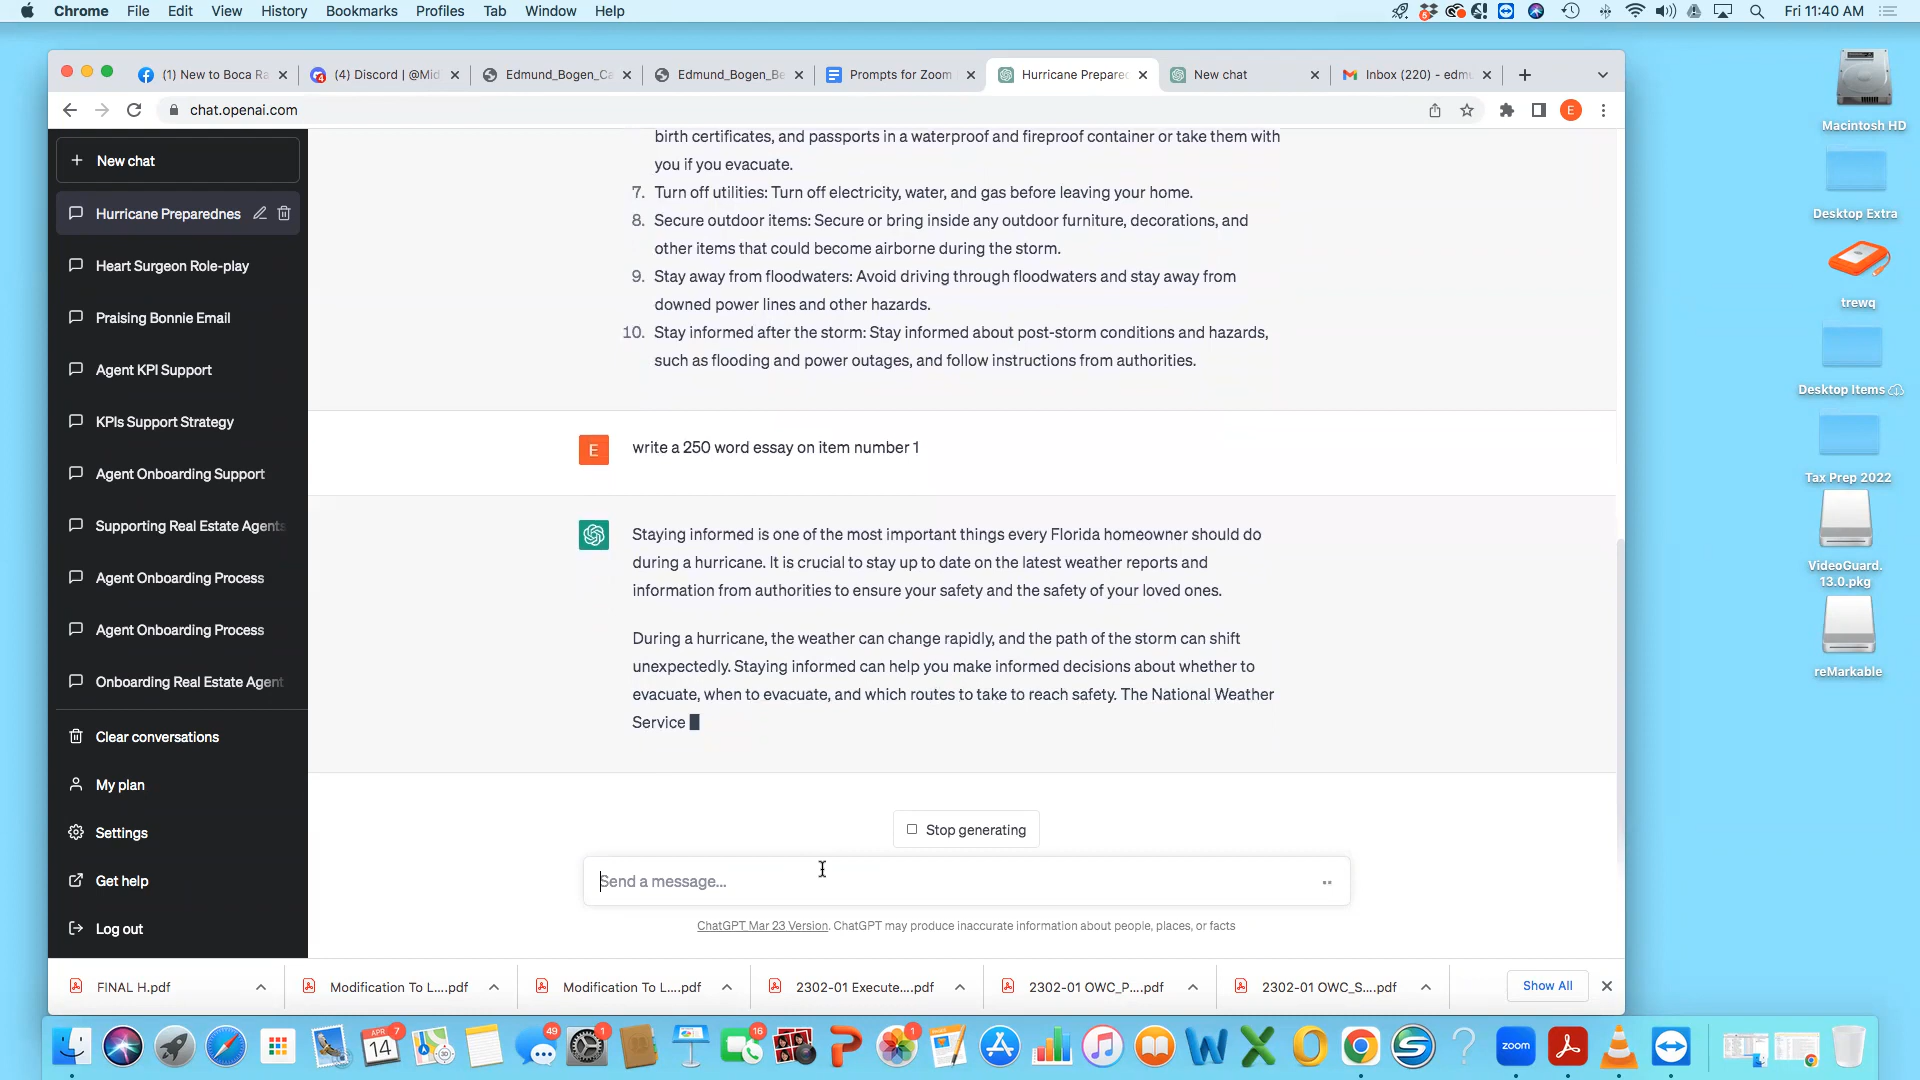 Chrome File Edit View History Bookmarks Profiles Tab Window Help
5
Fri 11:40 AM
(1) New to Boca Ra
(4) Discord | @Mid
Edmund_Bogen_Ca
Edmund_Bogen_Be
Prompts for Zoom
Hurricane Prepared
New chat
Inbox (220) - edmu
chat.openai.com
E
New chat
Hurricane Preparednes
Heart Surgeon Role-play
Praising Bonnie Email
Agent KPI Support
KPIs Support Strategy
Agent Onboarding Support
Supporting Real Estate Agents
Agent Onboarding Process
Agent Onboarding Process
Onboarding Real Estate Agent
Clear conversations
My plan
Settings
Get help
Log out
birth certificates, and passports in a waterproof and fireproof container or take them with
you if you evacuate.
7. Turn off utilities: Turn off electricity, water, and gas before leaving your home.
8. Secure outdoor items: Secure or bring inside any outdoor furniture, decorations, and
other items that could become airborne during the storm.
9. Stay away from floodwaters: Avoid driving through floodwaters and stay away from
downed power lines and other hazards.
10. Stay informed after the storm: Stay informed about post-storm conditions and hazards,
such as flooding and power outages, and follow instructions from authorities.
E
write a 250 word essay on item number 1
Staying informed is one of the most important things every Florida homeowner should do
during a hurricane. It is crucial to stay up to date on the latest weather reports and
information from authorities to ensure your safety and the safety of your loved ones.
During a hurricane, the weather can change rapidly, and the path of the storm can shift
unexpectedly. Staying informed can help you make informed decisions about whether to
evacuate, when to evacuate, and which routes to take to reach safety. The National Weather
Service
Stop generating
Send a message...
ChatGPT Mar 23 Version. ChatGPT may produce inaccurate information about people, places, or facts
FINAL H.pdf
Modification To L....pdf
Modification To L....pdf
2302-01 Execute....pdf
2302-01 OWC_P....pdf
2302-01 OWC_S....pdf
Show All
Macintosh HD
Desktop Extra
trewq
Desktop Items
Tax Prep 2022
VideoGuard.
13.0.pkg
reMarkable
APR
7
14
49
1
16
1
zoom